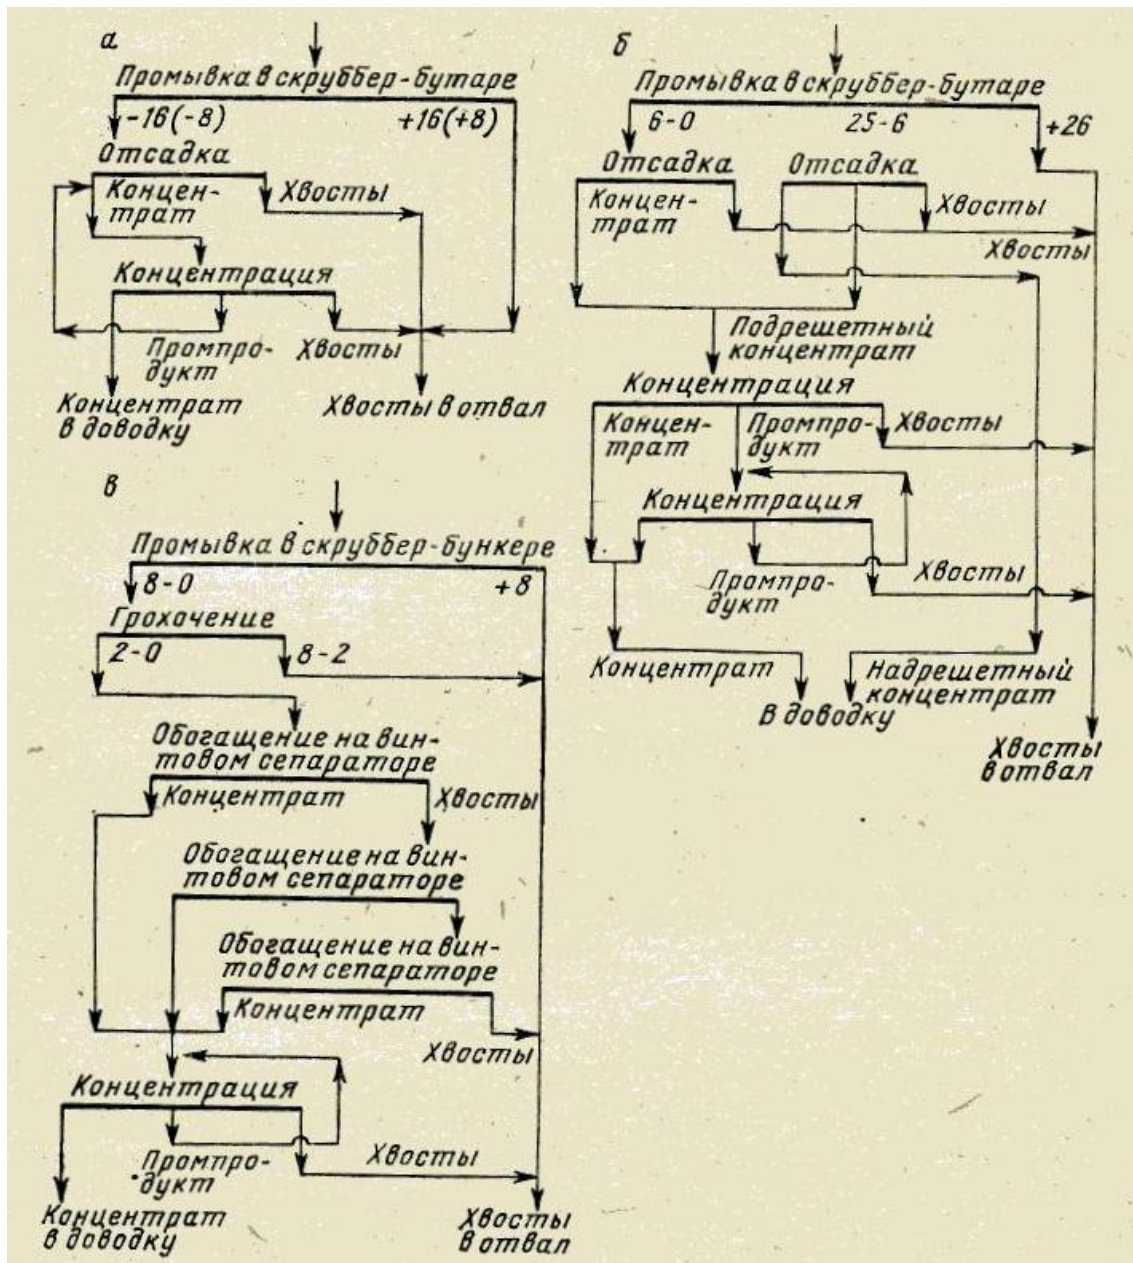 а
Промывка в скруббер-бутаре
-16(-8)
+16(+8)
Отсадка
Концен-
трат
Хвосты
Концентрация
Промпро-
дукт
Хвосты
Концентрат
в доводку
Хвосты в отвал
б
Промывка в скруббер-бутаре
6-0
25-6
+26
Отсадка
Отсадка
Концен-
трат
Хвосты
Хвосты
Подрешетный
концентрат
Концентрация
Концен-
трат
Промпро-
дукт
Хвосты
Концентрация
Промпро-
дукт
Хвосты
Концентрат
Надрешетный
концентрат
В доводку
Хвосты
в отвал
в
Промывка в скруббер-бункере
8-0
+8
Грохочение
2-0
8-2
Обогащение на вин-
товом сепараторе
Концентрат
Хвосты
Обогащение на вин-
товом сепараторе
Обогащение на вин-
товом сепараторе
Концентрат
Хвосты
Концентрация
Промпро-
дукт
Хвосты
Концентрат
в доводку
Хвосты
в отвал